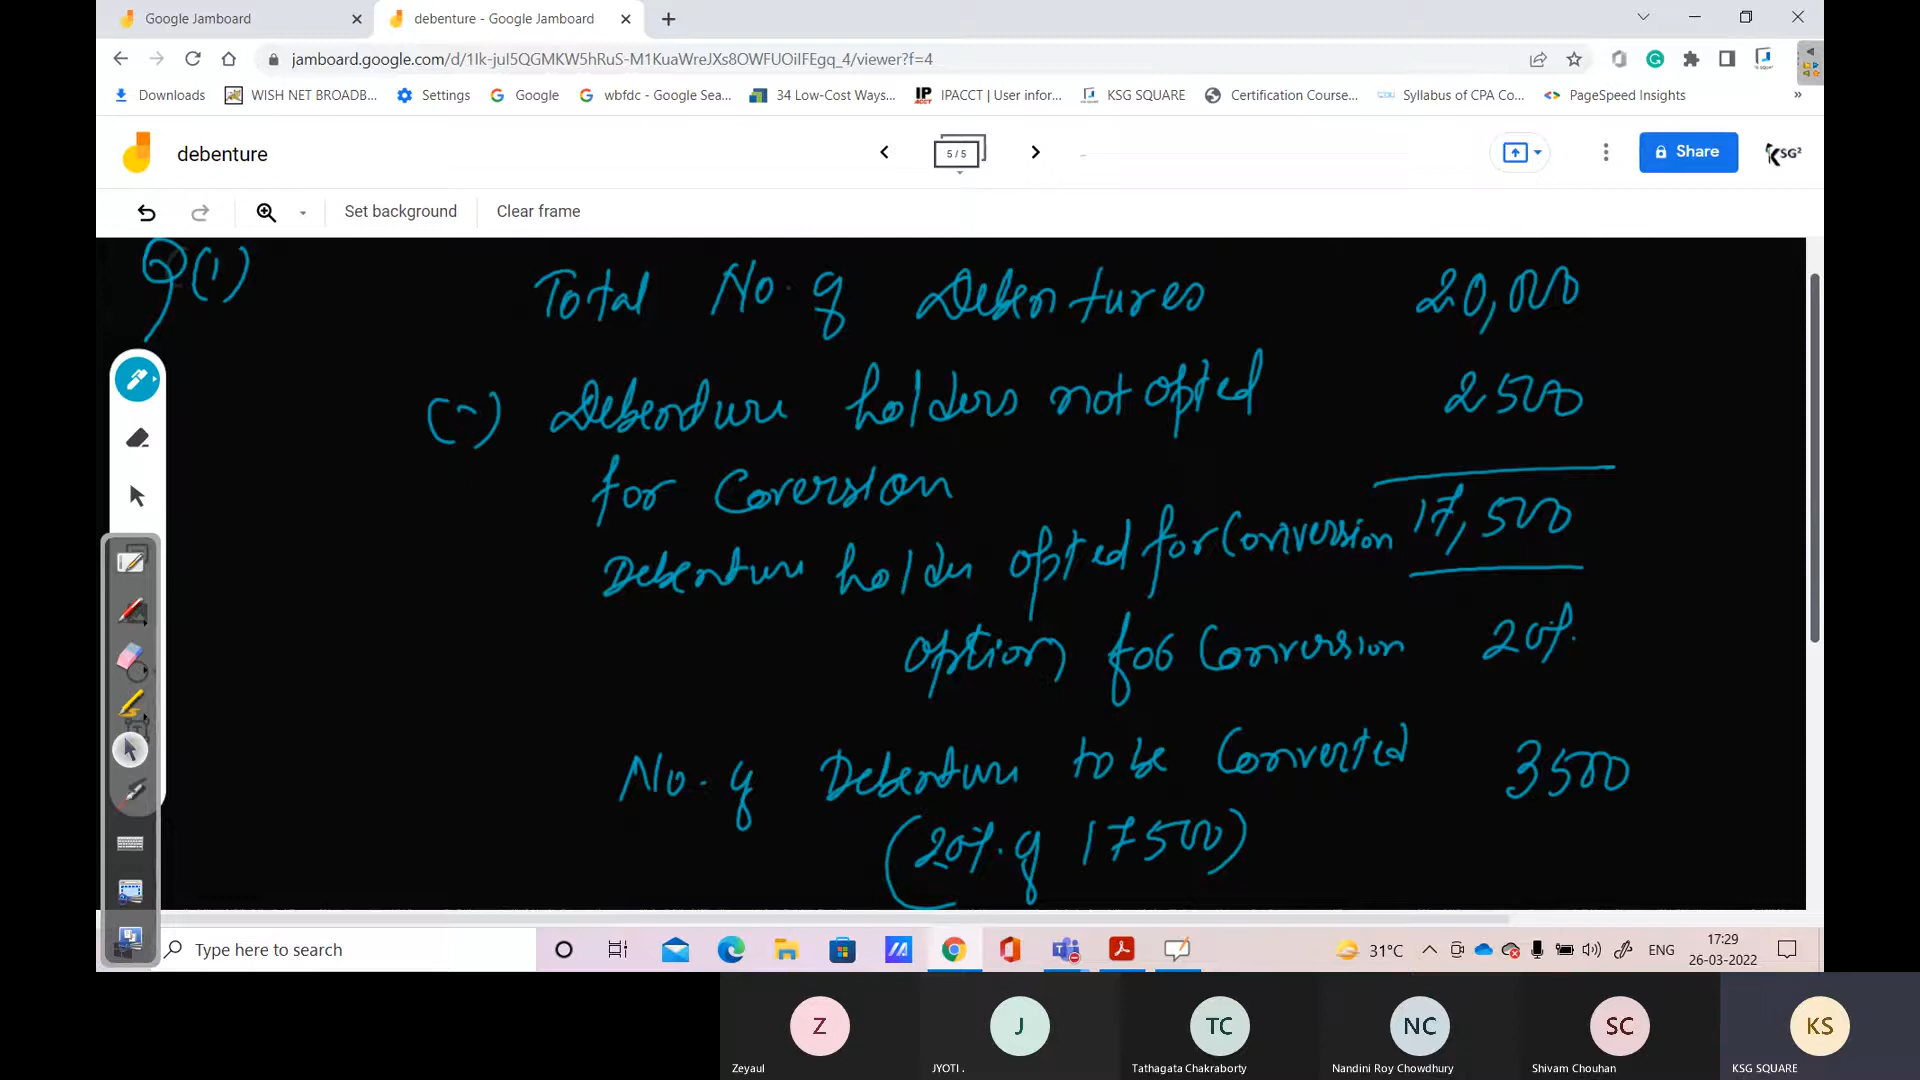 Google Jamboard
debenture - Google Jamboard
jamboard.google.com/d/1Ik-juI5QGMKW5hRuS-M1KuaWreJXs8OWFUOiIFEgq_4/viewer?f=4
Downloads WISH NET BROADB... Settings Google wbfdc - Google Sea... 34 Low-Cost Ways... IPACCT | User infor... KSG SQUARE Certification Course... Syllabus of CPA Co... PageSpeed Insights »
debenture
5 / 5
Share
KSG²
Set background Clear frame
Q(1)
Total No. of Debentures 20,000
(-) Debenture holders not opted 2500
for Coversion
Debenture holder opted for Conversion 17,500
option for Conversion 20%.
No. of Debenture to be Converted 3500
(20%. of 17500)
Type here to search
31°C
ENG
17:29
26-03-2022
Z J TC NC SC KS
Zeyaul JYOTI . Tathagata Chakraborty Nandini Roy Chowdhury Shivam Chouhan KSG SQUARE